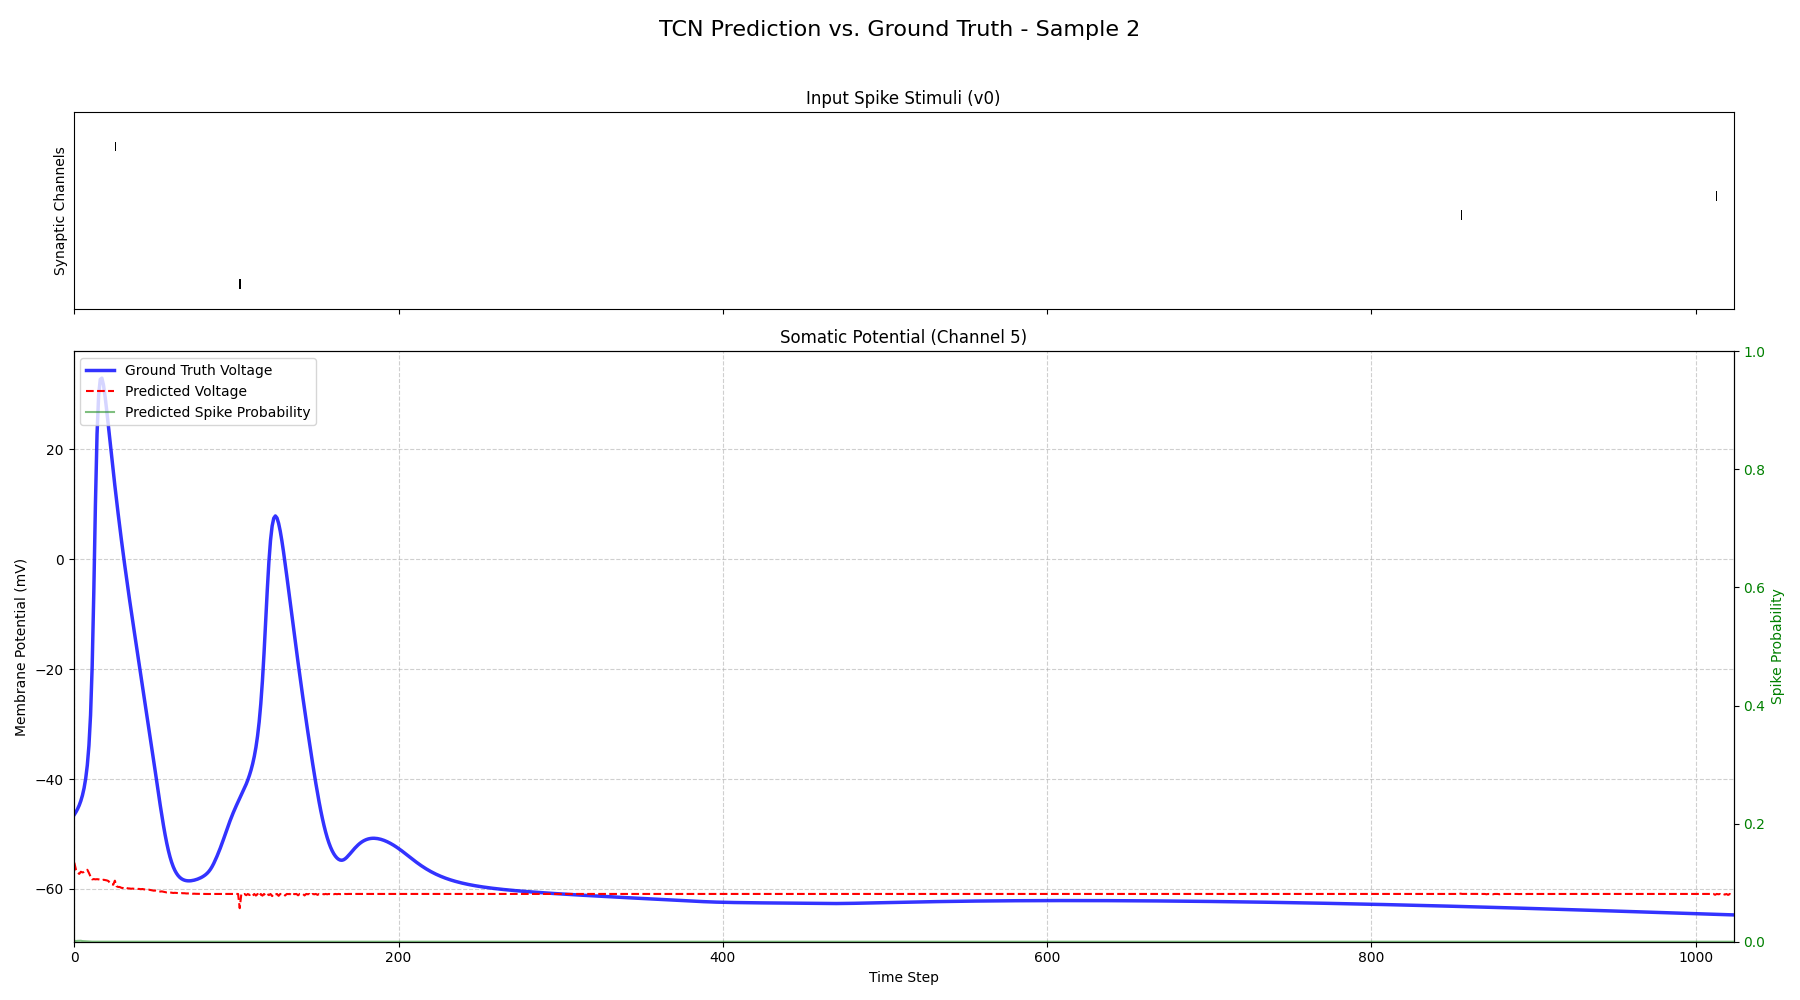 TCN Prediction vs. Ground Truth - Sample 2
Input Spike Stimuli (v0)
Synaptic Channels
Somatic Potential (Channel 5)
Ground Truth Voltage
Predicted Voltage
Predicted Spike Probability
Membrane Potential (mV)
20
0
−20
−40
−60
1.0
0.8
0.6
0.4
0.2
0.0
Spike Probability
0 200 400 600 800 1000
Time Step